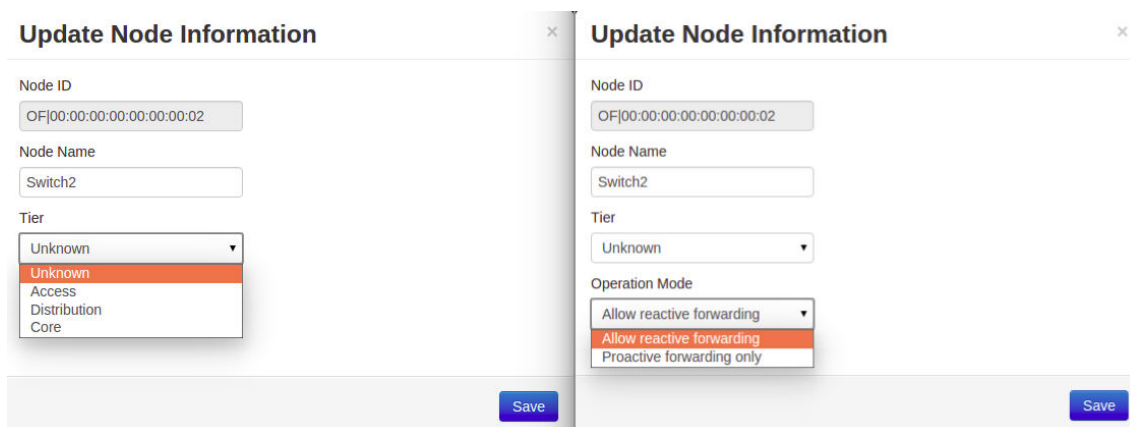 Update Node Information
×
Node ID
OF|00:00:00:00:00:00:00:02
Node Name
Switch2
Tier
Unknown
Unknown
Access
Distribution
Core
Save
Update Node Information
×
Node ID
OF|00:00:00:00:00:00:00:02
Node Name
Switch2
Tier
Unknown
Operation Mode
Allow reactive forwarding
Allow reactive forwarding
Proactive forwarding only
Save